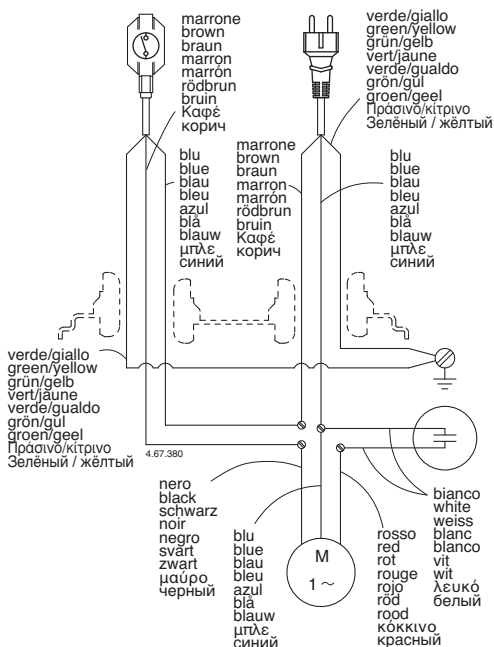 marrone
brown
braun
marron
marrón
rödbrun
bruin
Καφέ
корич
verde/giallo
green/yellow
grün/gelb
vert/jaune
verde/gualdo
grön/gul
groen/geel
Πράσινο/κίτρινο
Зелёный / жёлтый
blu
blue
blau
bleu
azul
blå
blauw
μπλε
синий
marrone
brown
braun
marron
marrón
rödbrun
bruin
Καφέ
корич
blu
blue
blau
bleu
azul
blå
blauw
μπλε
синий
verde/giallo
green/yellow
grün/gelb
vert/jaune
verde/gualdo
grön/gul
groen/geel
Πράσινο/κίτρινο
Зелёный / жёлтый
4.67.380
nero
black
schwarz
noir
negro
svart
zwart
μαύρο
черный
blu
blue
blau
bleu
azul
blå
blauw
μπλε
синий
M
1 ~
rosso
red
rot
rouge
rojo
röd
rood
κόκκινο
красный
bianco
white
weiss
blanc
blanco
vit
wit
λευκό
белый